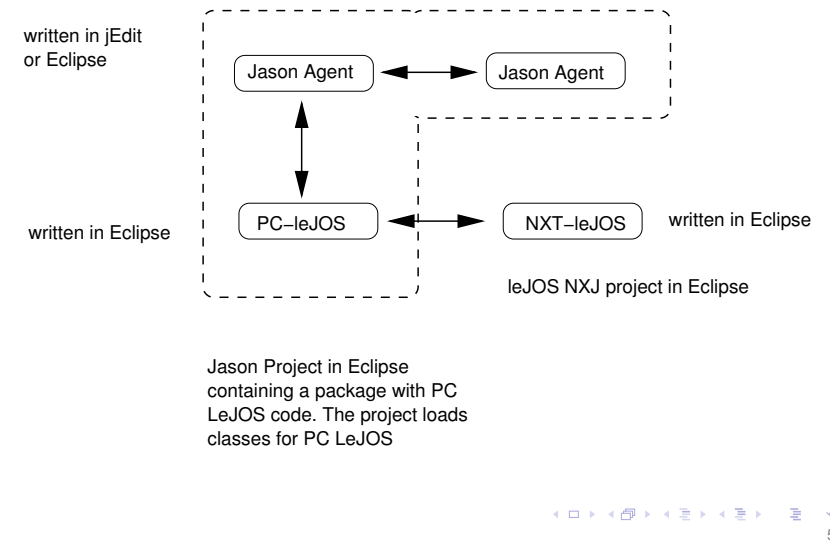 written in jEdit
or Eclipse
Jason Agent
Jason Agent
written in Eclipse
PC–leJOS
NXT–leJOS
written in Eclipse
leJOS NXJ project in Eclipse
Jason Project in Eclipse
containing a package with PC
LeJOS code. The project loads
classes for PC LeJOS